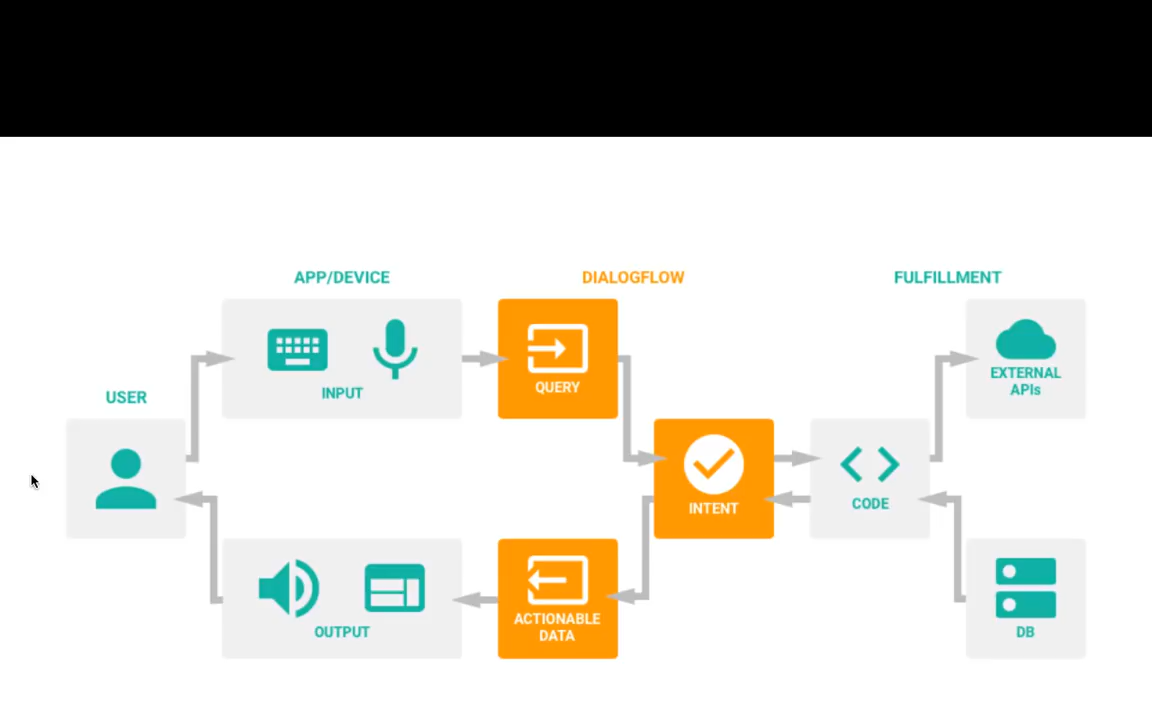 APP/DEVICE
DIALOGFLOW
FULFILLMENT
INPUT
QUERY
EXTERNAL
APIs
USER
INTENT
CODE
OUTPUT
ACTIONABLE
DATA
DB